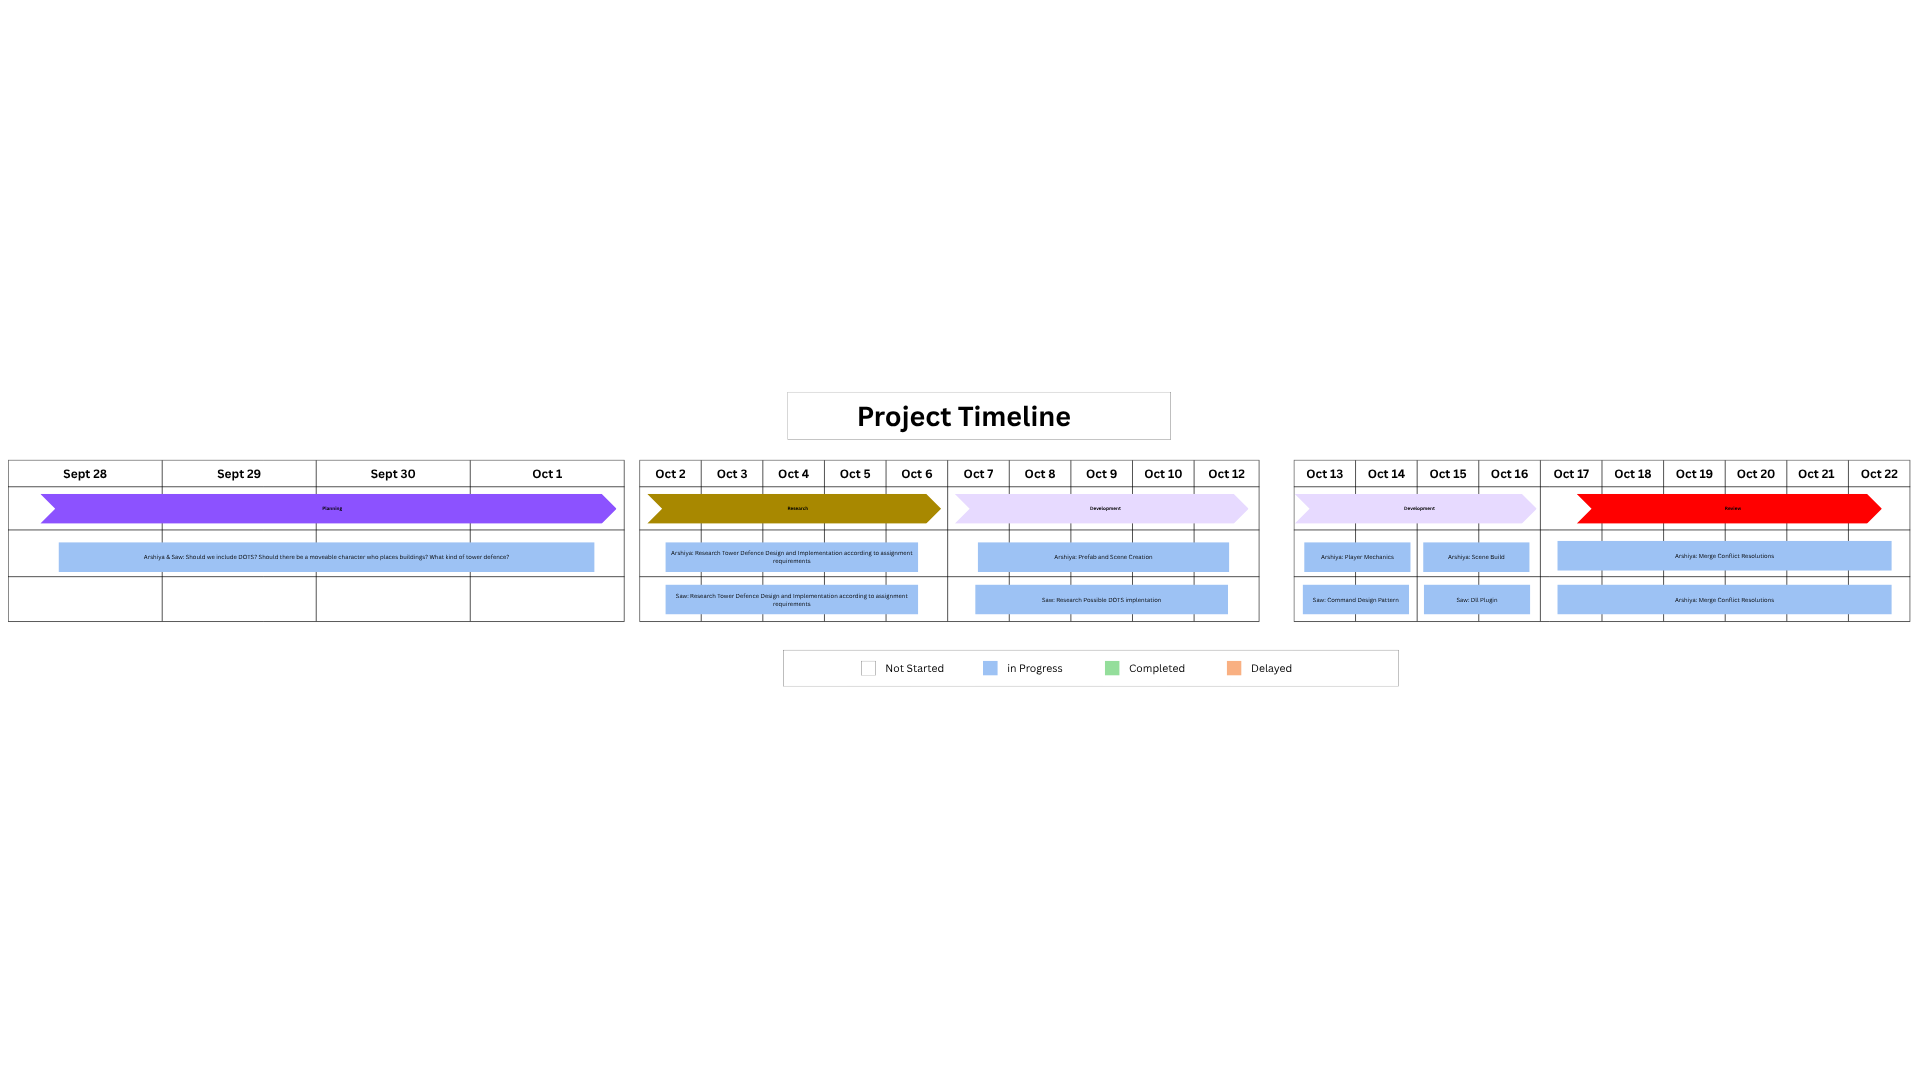 Project Timeline
Sept 28 Sept 29 Sept 30 Oct 1 Oct 2 Oct 3 Oct 4 Oct 5 Oct 6 Oct 7 Oct 8 Oct 9 Oct 10 Oct 12 Oct 13 Oct 14 Oct 15 Oct 16 Oct 17 Oct 18 Oct 19 Oct 20 Oct 21 Oct 22
Planning Research Development Development Review
Arshiya & Saw: Should we include DOTS? Should there be a moveable character who places buildings? What kind of tower defence?
Arshiya: Research Tower Defence Design and Implementation according to assignment
requirements
Arshiya: Prefab and Scene Creation
Arshiya: Player Mechanics
Arshiya: Scene Build
Arshiya: Merge Conflict Resolutions
Saw: Research Tower Defence Design and Implementation according to assignment
requirements
Saw: Research Possible DOTS implentation
Saw: Command Design Pattern
Saw: Dll Plugin
Arshiya: Merge Conflict Resolutions
Not Started in Progress Completed Delayed